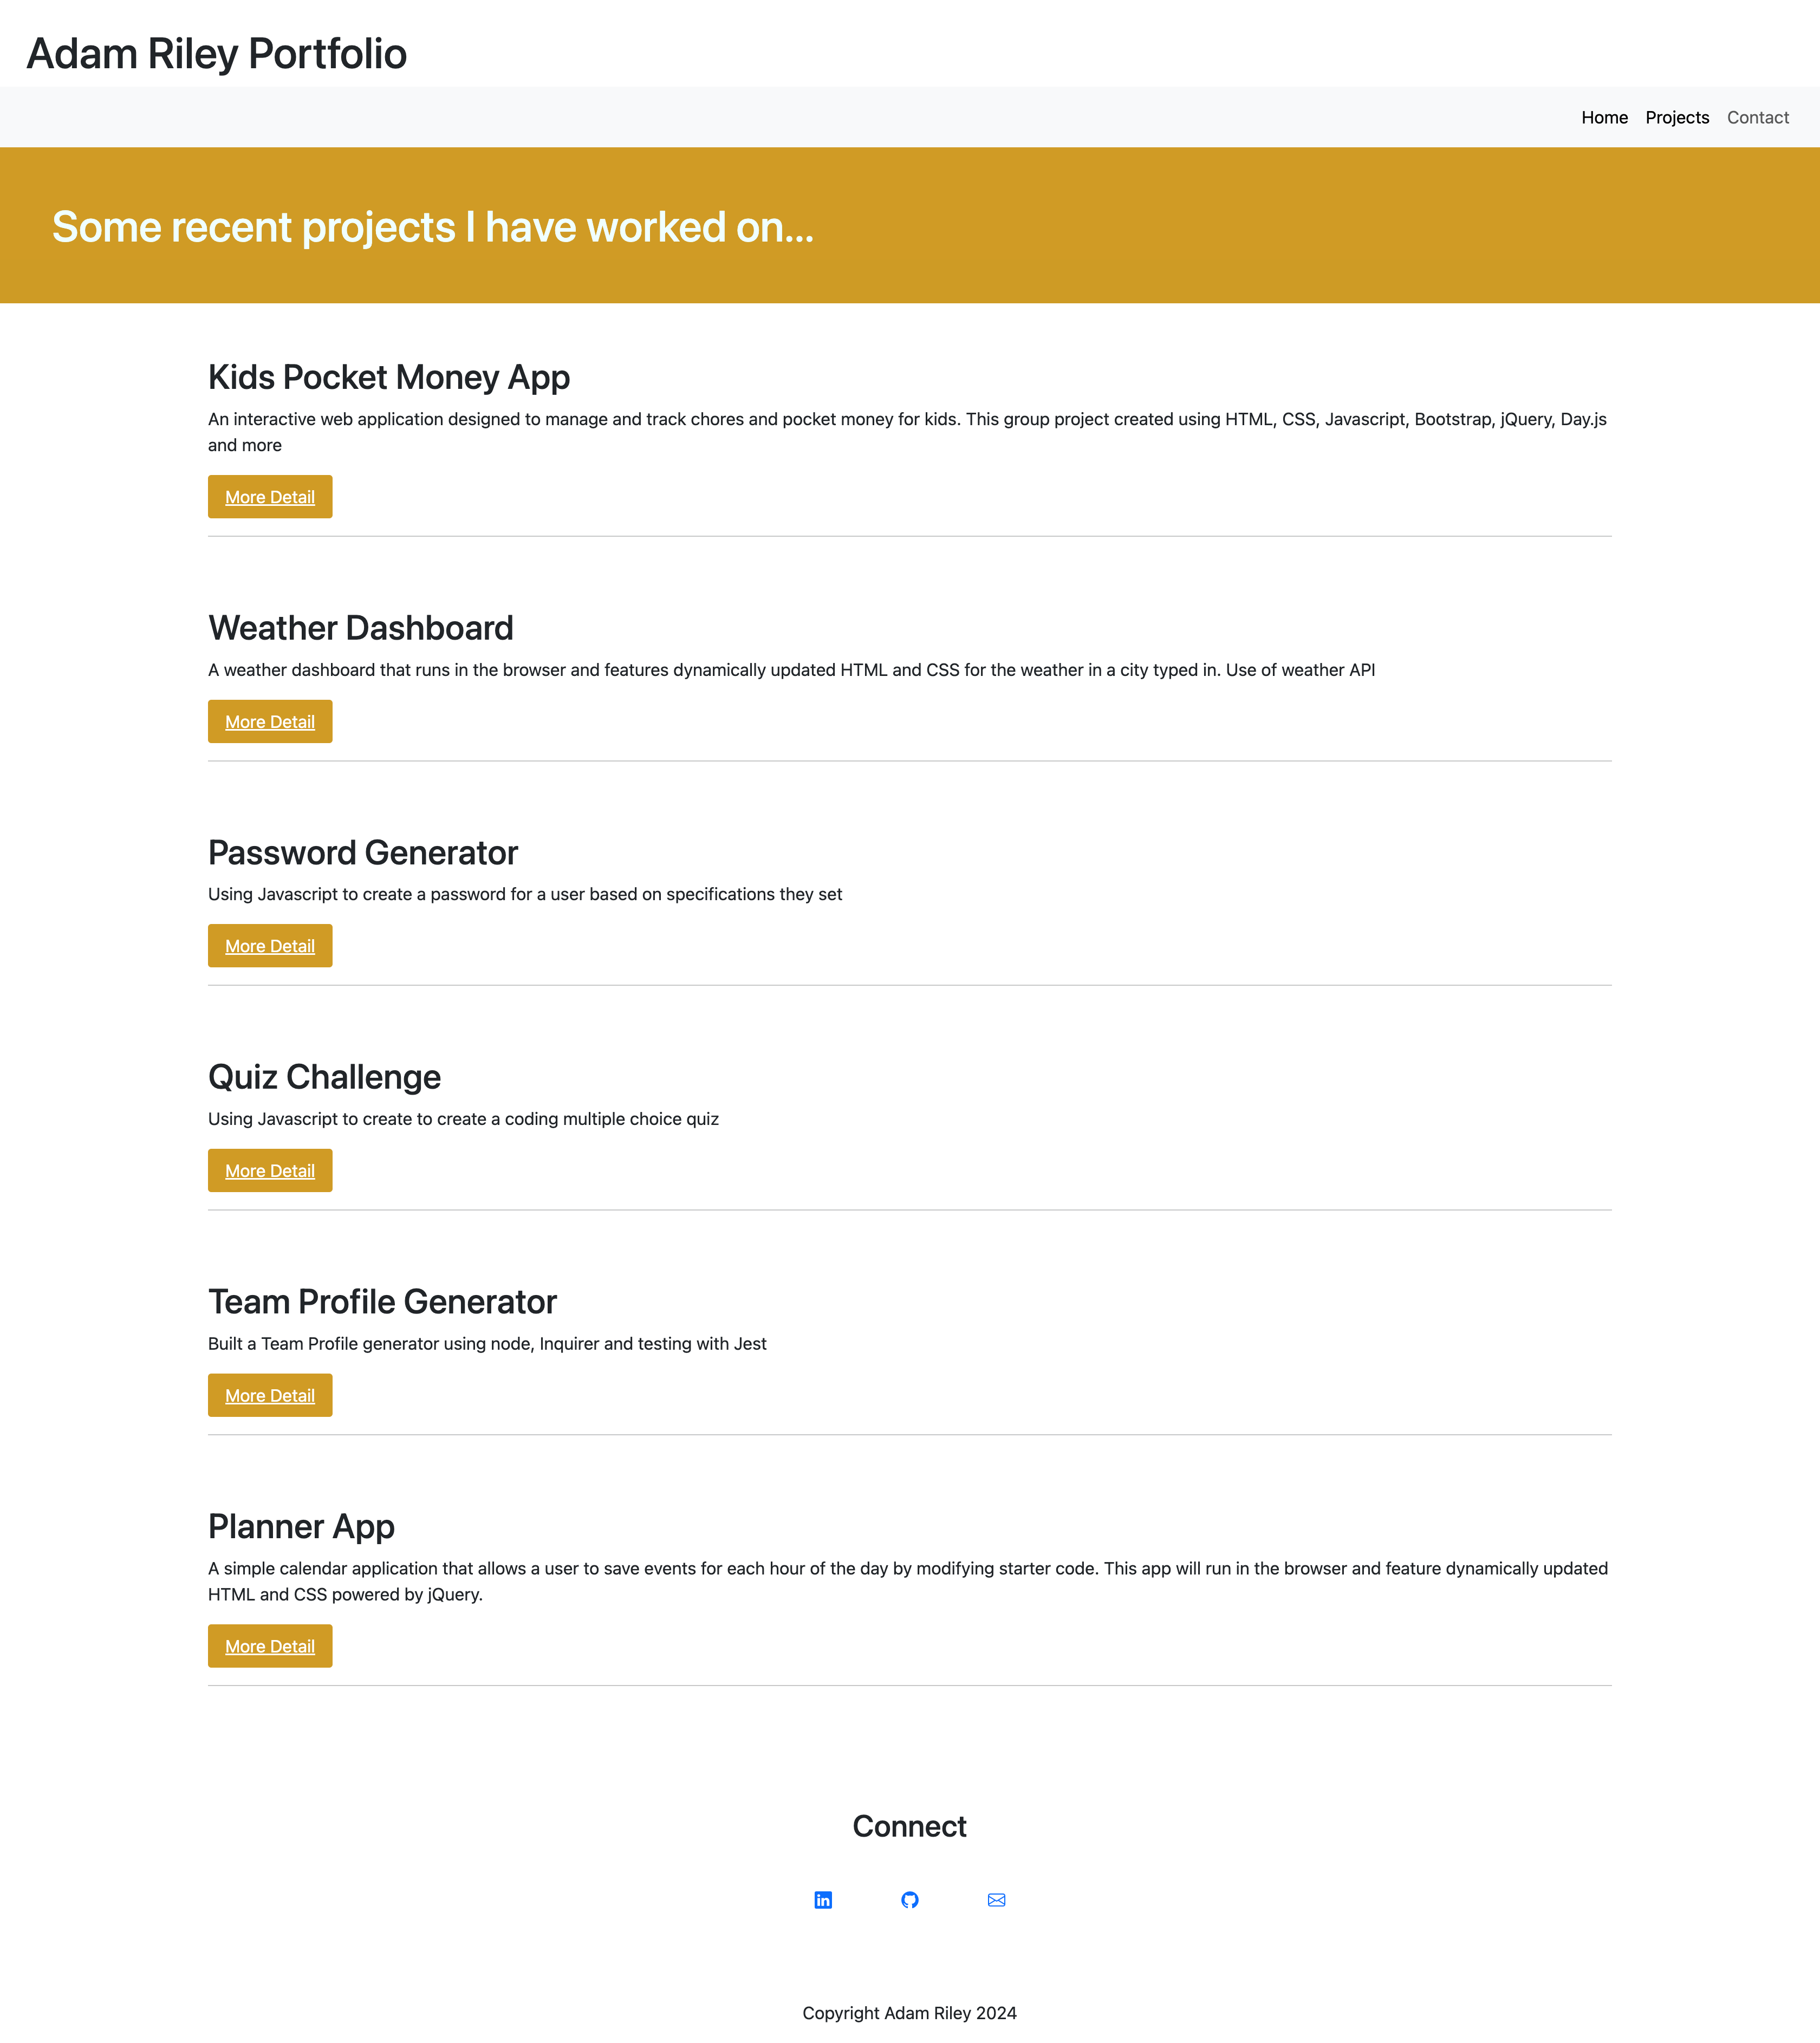 Adam Riley Portfolio
Home Projects Contact
Some recent projects I have worked on...
Kids Pocket Money App
An interactive web application designed to manage and track chores and pocket money for kids. This group project created using HTML, CSS, Javascript, Bootstrap, jQuery, Day.js
and more
More Detail
Weather Dashboard
A weather dashboard that runs in the browser and features dynamically updated HTML and CSS for the weather in a city typed in. Use of weather API
More Detail
Password Generator
Using Javascript to create a password for a user based on specifications they set
More Detail
Quiz Challenge
Using Javascript to create to create a coding multiple choice quiz
More Detail
Team Profile Generator
Built a Team Profile generator using node, Inquirer and testing with Jest
More Detail
Planner App
A simple calendar application that allows a user to save events for each hour of the day by modifying starter code. This app will run in the browser and feature dynamically updated
HTML and CSS powered by jQuery.
More Detail
Connect
in
Copyright Adam Riley 2024